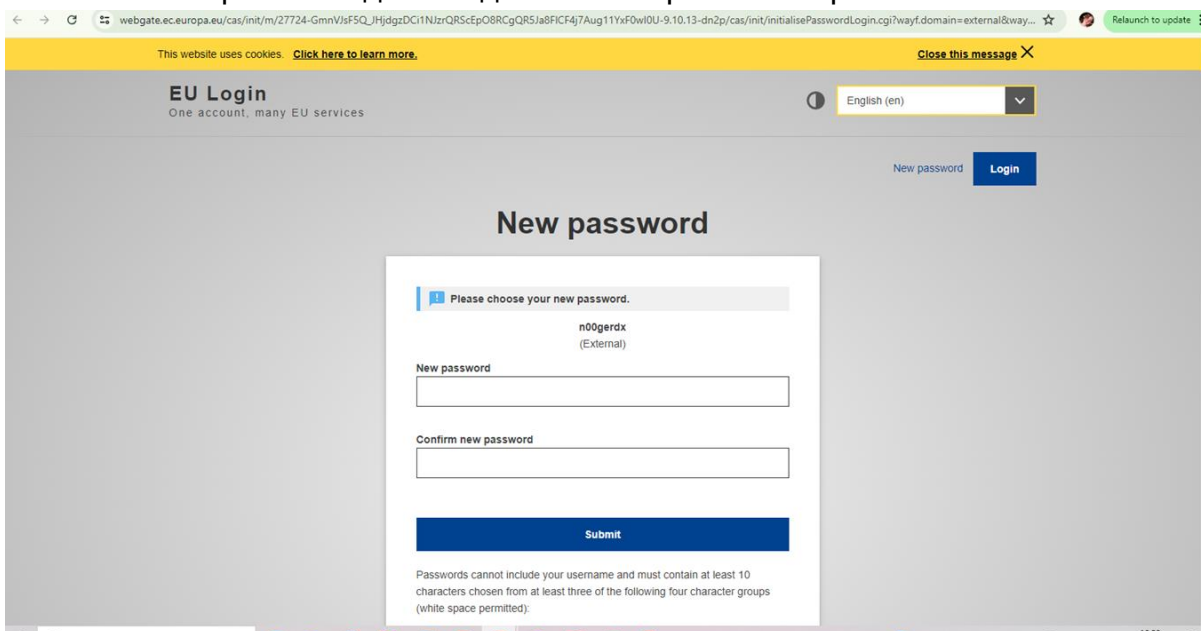 webgate.ec.europa.eu/cas/init/m/27724-GmnVJsF5Q_JHjdgzDCi1NJzrQRScEpO8RCgQR5Ja8FlCF4j7Aug11YxF0wI0U-9.10.13-dn2p/cas/init/initialisePasswordLogin.cgi?wayf.domain=external&way...
Relaunch to update
This website uses cookies. Click here to learn more.
Close this message
EU Login
One account, many EU services
English (en)
New password
Login
New password
Please choose your new password.
n00gerdx
(External)
New password
Confirm new password
Submit
Passwords cannot include your username and must contain at least 10
characters chosen from at least three of the following four character groups
(white space permitted):